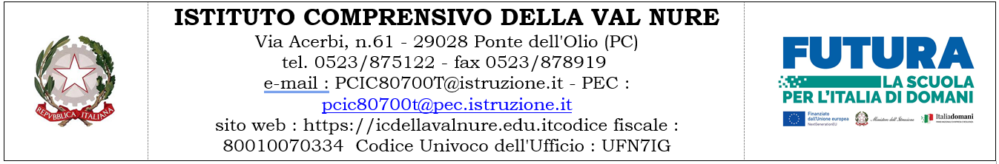 REPVBBLICA ITALIANA
ISTITUTO COMPRENSIVO DELLA VAL NURE
Via Acerbi, n.61 - 29028 Ponte dell'Olio (PC)
tel. 0523/875122 - fax 0523/878919
e-mail : PCIC80700T@istruzione.it - PEC :
pcic80700t@pec.istruzione.it
sito web : https://icdellavalnure.edu.itcodice fiscale :
80010070334 Codice Univoco dell'Ufficio : UFN7IG
FUTURA
LA SCUOLA
PER L'ITALIA DI DOMANI
Finanziato
dall'Unione europea
NextGenerationEU
Ministero dell'Istruzione
Italiadomani